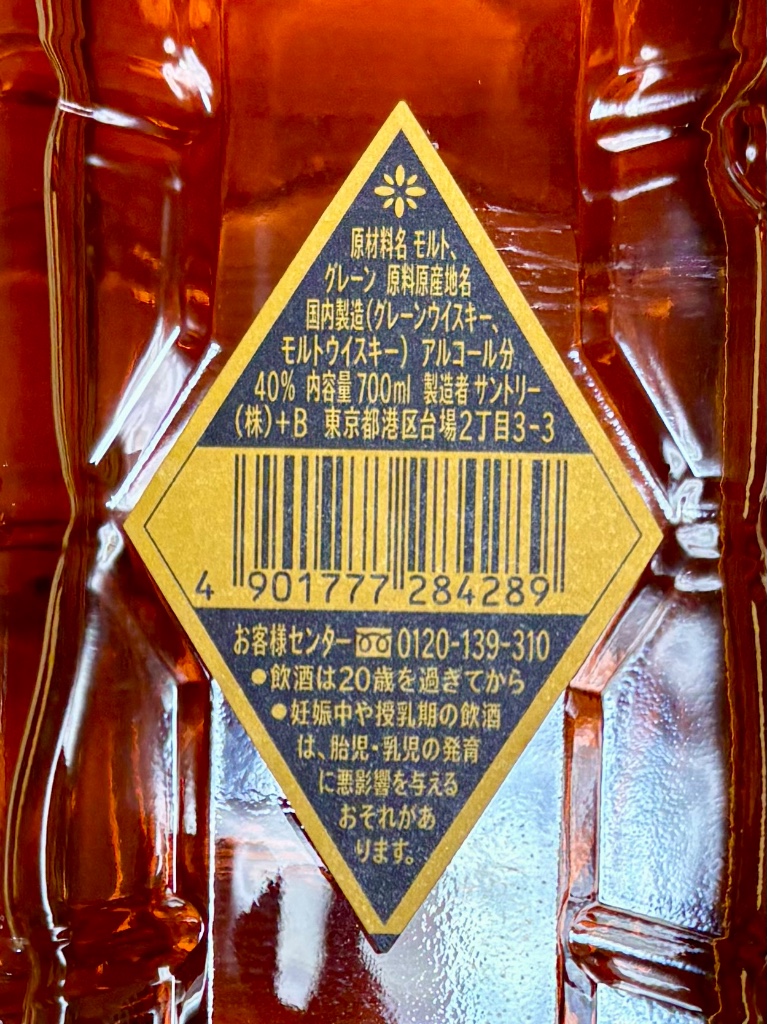 原材料名 モルト、
グレーン 原料原産地名
国内製造(グレーンウイスキー、
モルトウイスキー) アルコール分
40% 内容量 700ml 製造者 サントリー
(株)+B 東京都港区台場2丁目3-3
4 901777 284289
お客様センター 0120-139-310
●飲酒は20歳を過ぎてから
●妊娠中や授乳期の飲酒
は、胎児・乳児の発育
に悪影響を与える
おそれがあ
ります。